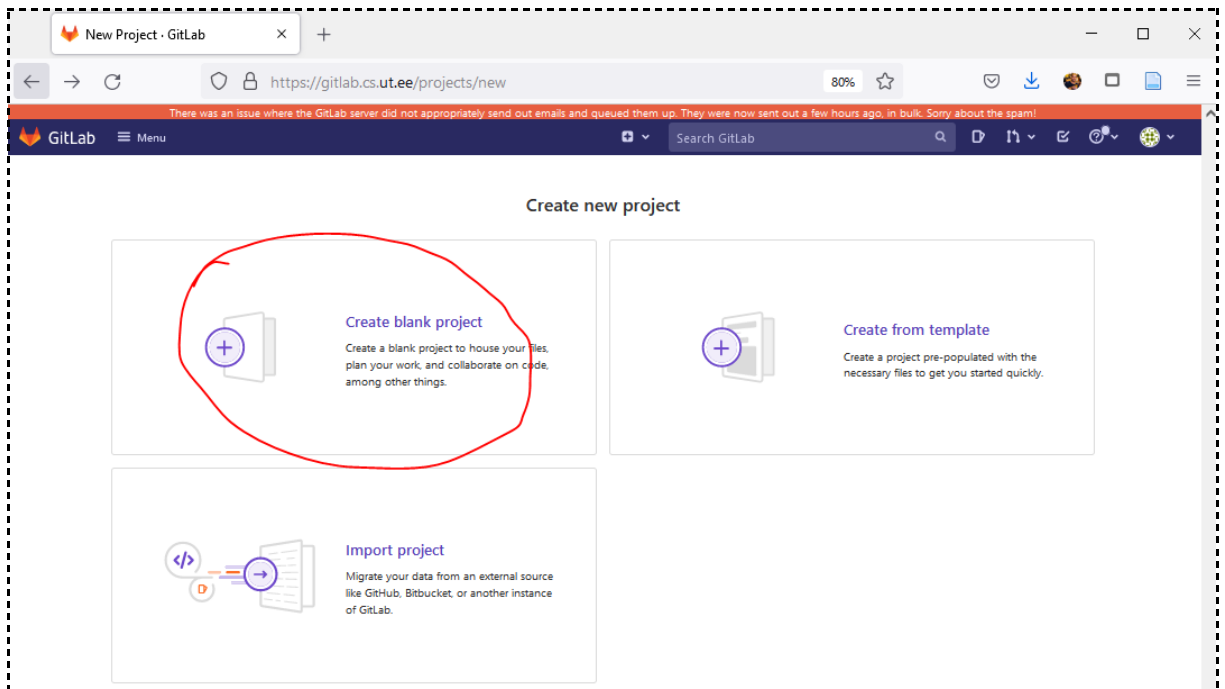 New Project · GitLab
https://gitlab.cs.ut.ee/projects/new
80%
There was an issue where the GitLab server did not appropriately send out emails and queued them up. They were now sent out a few hours ago, in bulk. Sorry about the spam!
GitLab
Menu
Search GitLab
Create new project
Create blank project
Create a blank project to house your files,
plan your work, and collaborate on code,
among other things.
Create from template
Create a project pre-populated with the
necessary files to get you started quickly.
Import project
Migrate your data from an external source
like GitHub, Bitbucket, or another instance
of GitLab.